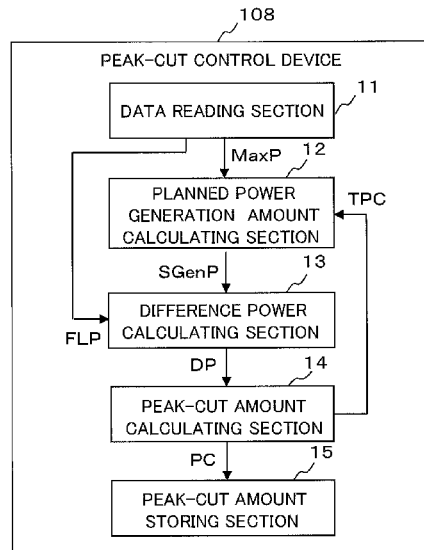 108
PEAK-CUT CONTROL DEVICE
11
DATA READING SECTION
MaxP
12
TPC
PLANNED POWER
GENERATION AMOUNT
CALCULATING SECTION
SGenP
13
DIFFERENCE POWER
CALCULATING SECTION
FLP
DP
14
PEAK-CUT AMOUNT
CALCULATING SECTION
PC
15
PEAK-CUT AMOUNT
STORING SECTION